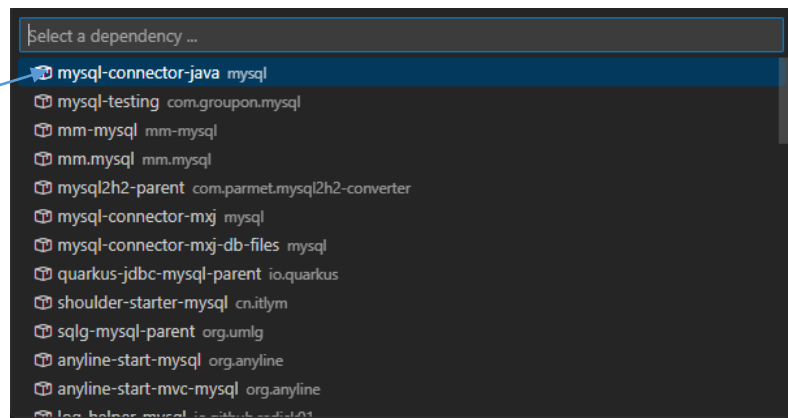 Select a dependency ...
mysql-connector-java mysql
mysql-testing com.groupon.mysql
mm-mysql mm-mysql
mm.mysql mm.mysql
mysql2h2-parent com.parmet.mysql2h2-converter
mysql-connector-mxj mysql
mysql-connector-mxj-db-files mysql
quarkus-jdbc-mysql-parent io.quarkus
shoulder-starter-mysql cn.itlym
sqlg-mysql-parent org.umlg
anyline-start-mysql org.anyline
anyline-start-mvc-mysql org.anyline